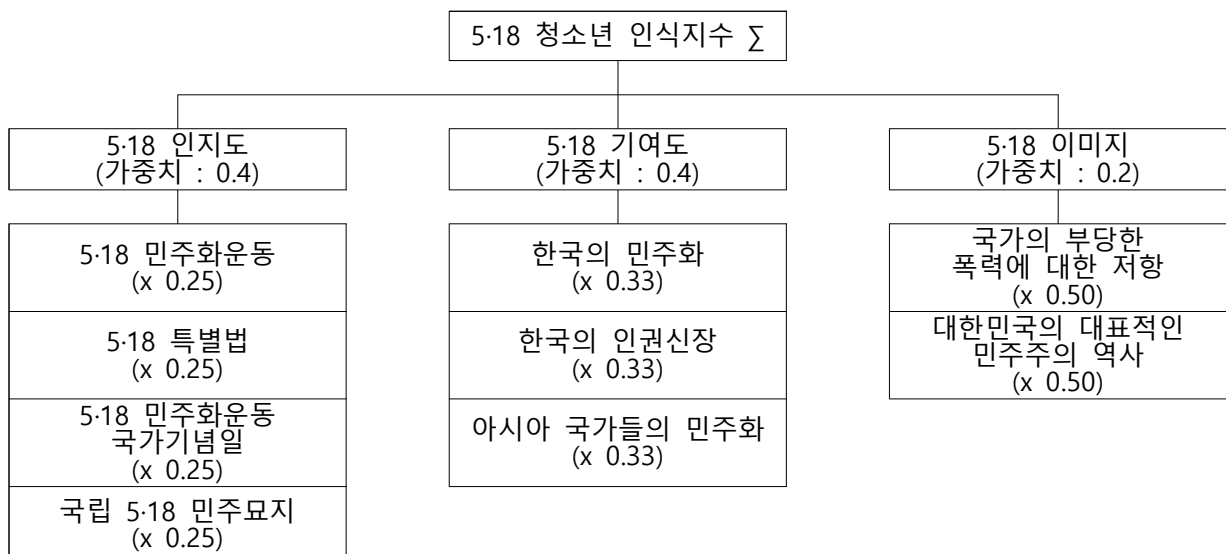 5·18 청소년 인식지수 ∑
5·18 인지도
(가중치 : 0.4)
5·18 민주화운동
(x 0.25)
5·18 특별법
(x 0.25)
5·18 민주화운동
국가기념일
(x 0.25)
국립 5·18 민주묘지
(x 0.25)
5·18 기여도
(가중치 : 0.4)
한국의 민주화
(x 0.33)
한국의 인권신장
(x 0.33)
아시아 국가들의 민주화
(x 0.33)
5·18 이미지
(가중치 : 0.2)
국가의 부당한
폭력에 대한 저항
(x 0.50)
대한민국의 대표적인
민주주의 역사
(x 0.50)